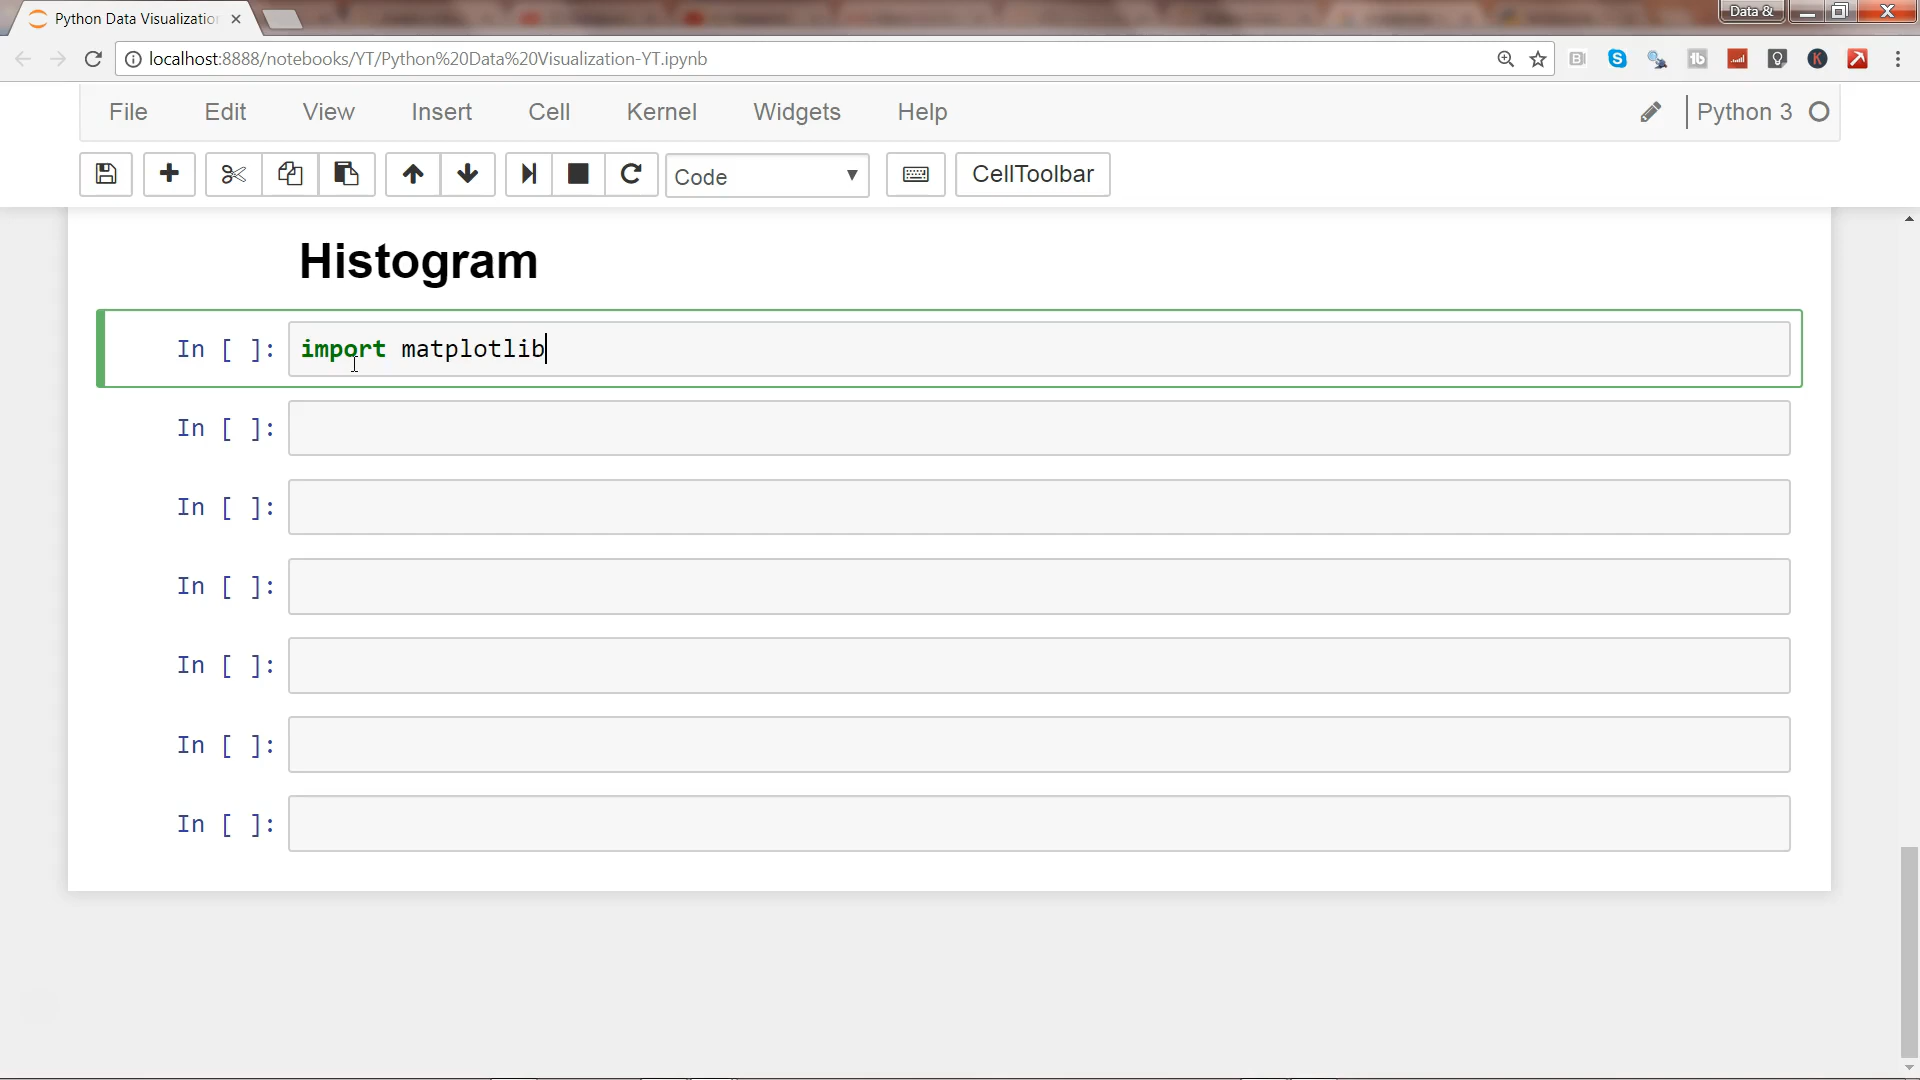 Python Data Visualizatio
Data &
localhost:8888/notebooks/YT/Python%20Data%20Visualization-YT.ipynb
File Edit View Insert Cell Kernel Widgets Help Python 3
Code CellToolbar
Histogram
In [ ]: import matplotlib
In [ ]:
In [ ]:
In [ ]:
In [ ]:
In [ ]:
In [ ]: